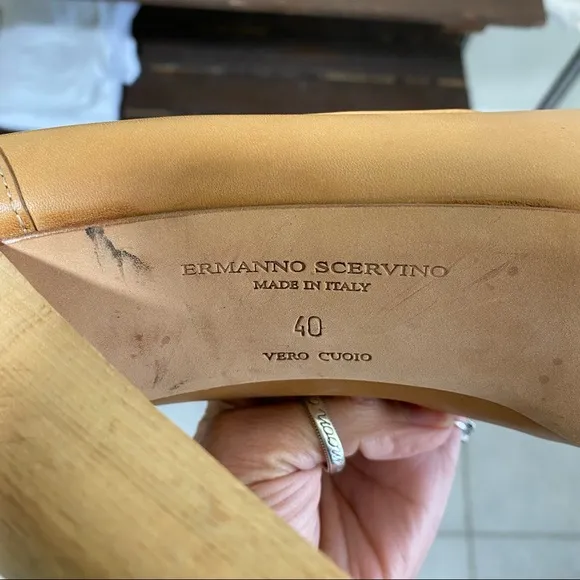 ERMANNO SCERVINO
MADE IN ITALY
40
VERO CUOIO